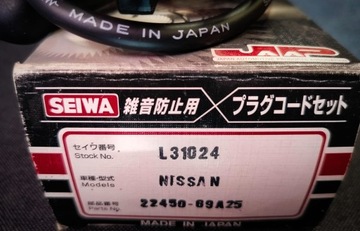 MADE IN JAPAN
SEIWA 雑音防止用 プラグコードセット
セイワ番号
Stock No. L31024
車種・型式
Models NISSAN
部品番号
Parts No. 22450-69A25
MADE IN JAPAN